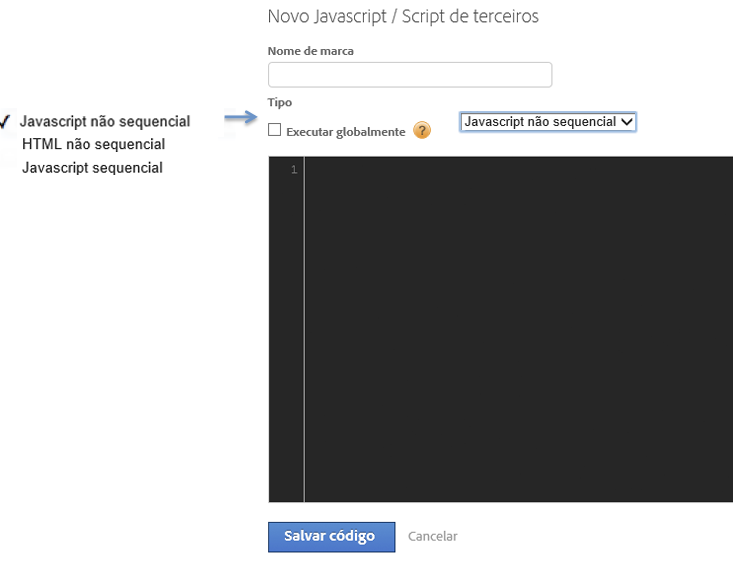 Novo Javascript / Script de terceiros
Nome de marca
Tipo
Javascript não sequencial
HTML não sequencial
Javascript sequencial
Executar globalmente ?
Javascript não sequencial
1
Salvar código
Cancelar